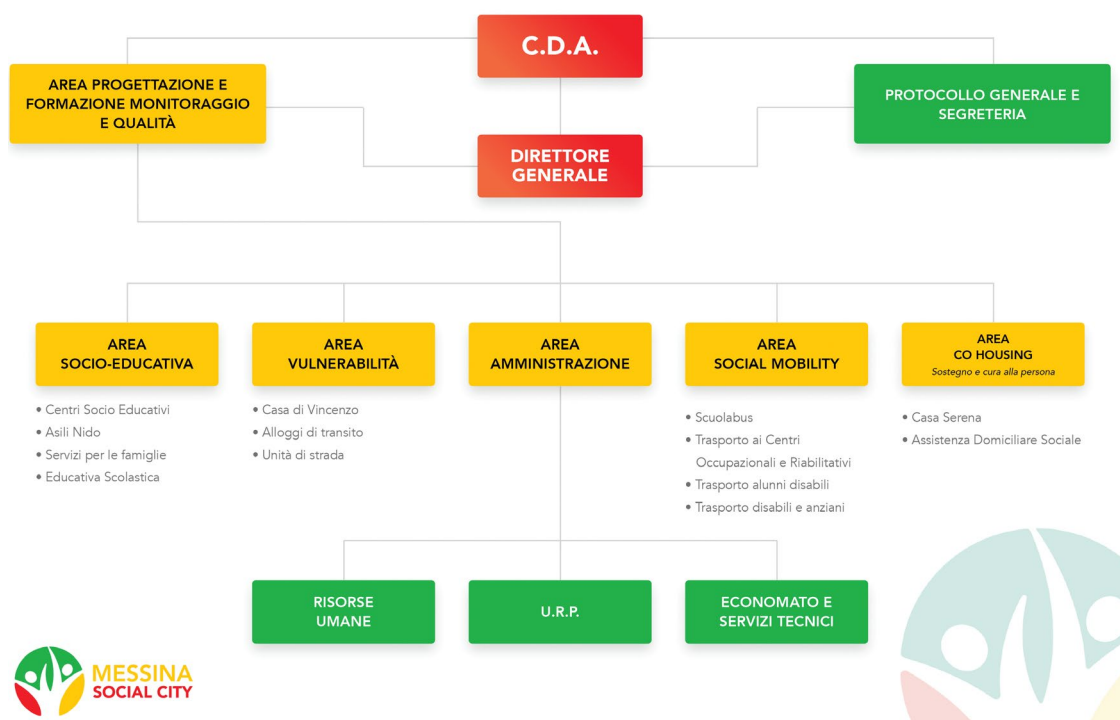 C.D.A.
AREA PROGETTAZIONE E
FORMAZIONE MONITORAGGIO
E QUALITÀ
PROTOCOLLO GENERALE E
SEGRETERIA
DIRETTORE
GENERALE
AREA
SOCIO-EDUCATIVA
• Centri Socio Educativi
• Asili Nido
• Servizi per le famiglie
• Educativa Scolastica
AREA
VULNERABILITÀ
• Casa di Vincenzo
• Alloggi di transito
• Unità di strada
AREA
AMMINISTRAZIONE
AREA
SOCIAL MOBILITY
• Scuolabus
• Trasporto ai Centri
Occupazionali e Riabilitativi
• Trasporto alunni disabili
• Trasporto disabili e anziani
AREA
CO HOUSING
Sostegno e cura alla persona
• Casa Serena
• Assistenza Domiciliare Sociale
RISORSE
UMANE
U.R.P.
ECONOMATO E
SERVIZI TECNICI
MESSINA
SOCIAL CITY